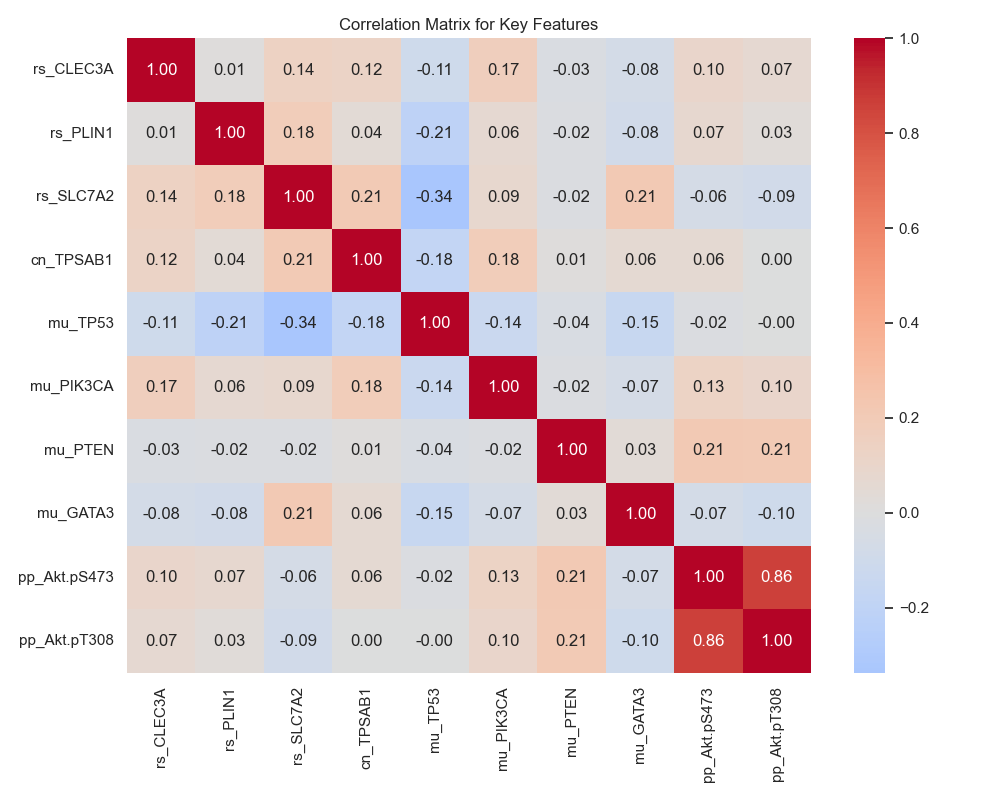 Correlation Matrix for Key Features
rs_CLEC3A 1.00 0.01 0.14 0.12 -0.11 0.17 -0.03 -0.08 0.10 0.07
rs_PLIN1 0.01 1.00 0.18 0.04 -0.21 0.06 -0.02 -0.08 0.07 0.03
rs_SLC7A2 0.14 0.18 1.00 0.21 -0.34 0.09 -0.02 0.21 -0.06 -0.09
cn_TPSAB1 0.12 0.04 0.21 1.00 -0.18 0.18 0.01 0.06 0.06 0.00
mu_TP53 -0.11 -0.21 -0.34 -0.18 1.00 -0.14 -0.04 -0.15 -0.02 -0.00
mu_PIK3CA 0.17 0.06 0.09 0.18 -0.14 1.00 -0.02 -0.07 0.13 0.10
mu_PTEN -0.03 -0.02 -0.02 0.01 -0.04 -0.02 1.00 0.03 0.21 0.21
mu_GATA3 -0.08 -0.08 0.21 0.06 -0.15 -0.07 0.03 1.00 -0.07 -0.10
pp_Akt.pS473 0.10 0.07 -0.06 0.06 -0.02 0.13 0.21 -0.07 1.00 0.86
pp_Akt.pT308 0.07 0.03 -0.09 0.00 -0.00 0.10 0.21 -0.10 0.86 1.00
rs_CLEC3A
rs_PLIN1
rs_SLC7A2
cn_TPSAB1
mu_TP53
mu_PIK3CA
mu_PTEN
mu_GATA3
pp_Akt.pS473
pp_Akt.pT308
1.0
0.8
0.6
0.4
0.2
0.0
−0.2